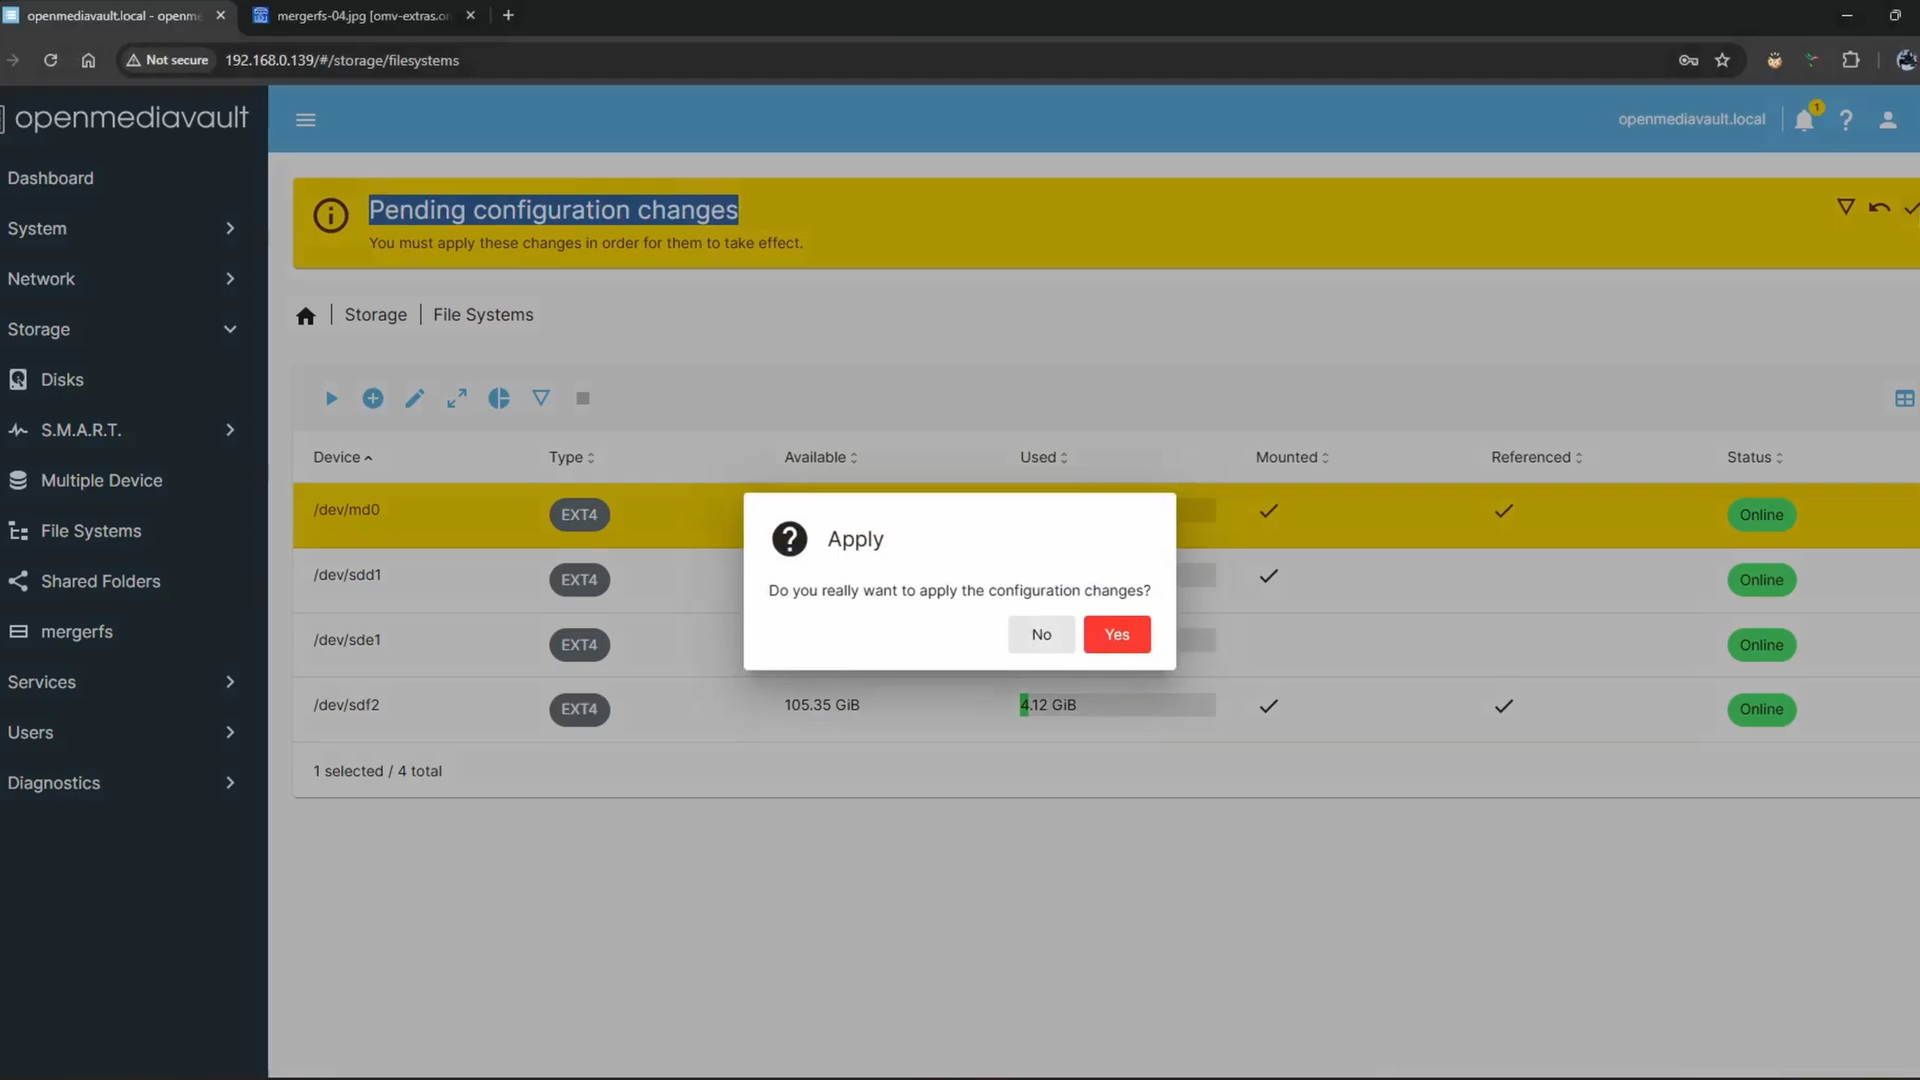 openmediavault.local - openme
mergerfs-04.jpg [omv-extras.or
Not secure
192.168.0.139/#/storage/filesystems
openmediavault
openmediavault.local
1
Dashboard
System
Network
Storage
Disks
S.M.A.R.T.
Multiple Device
File Systems
Shared Folders
mergerfs
Services
Users
Diagnostics
Pending configuration changes
You must apply these changes in order for them to take effect.
Storage | File Systems
Device Type Available Used Mounted Referenced Status
/dev/md0 EXT4 Online
/dev/sdd1 EXT4 Online
/dev/sde1 EXT4 Online
/dev/sdf2 EXT4 105.35 GiB 4.12 GiB Online
1 selected / 4 total
Apply
Do you really want to apply the configuration changes?
No Yes